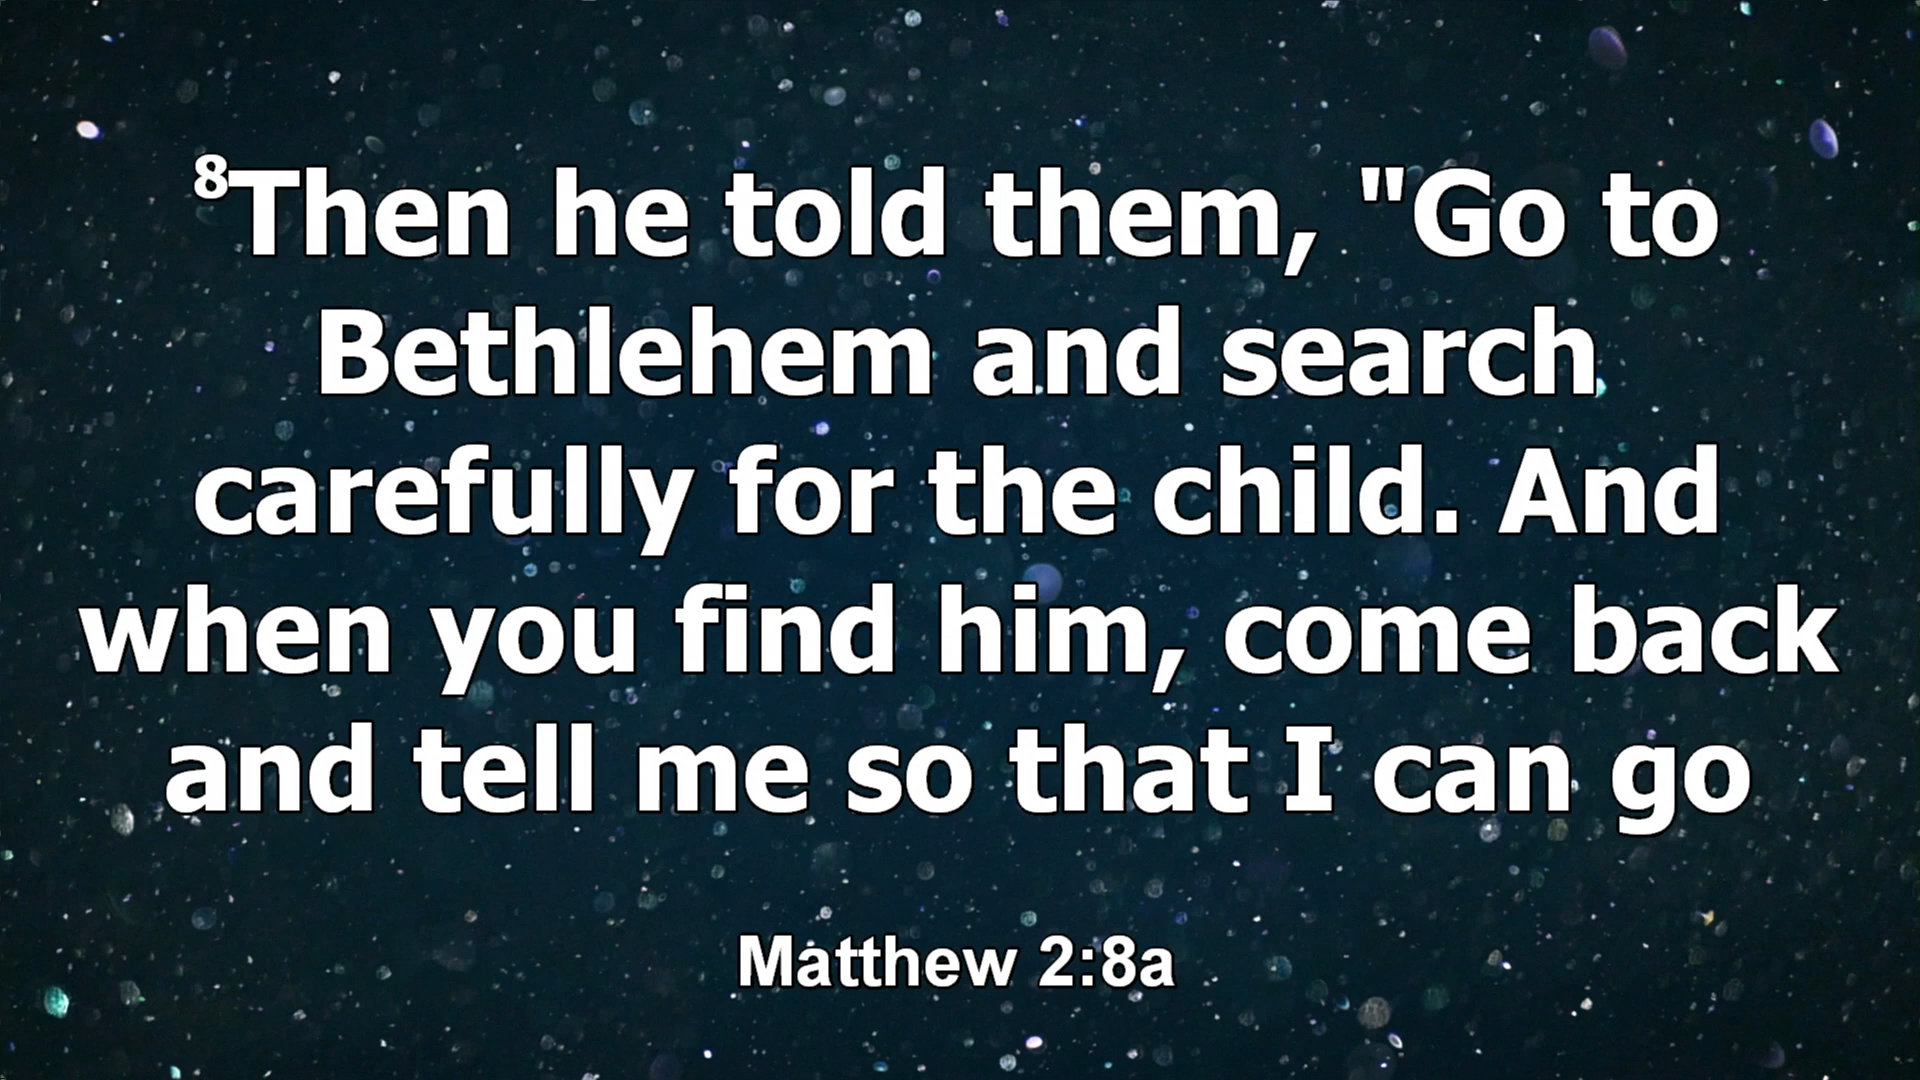 8Then he told them, "Go to
Bethlehem and search
carefully for the child. And
when you find him, come back
and tell me so that I can go
Matthew 2:8a